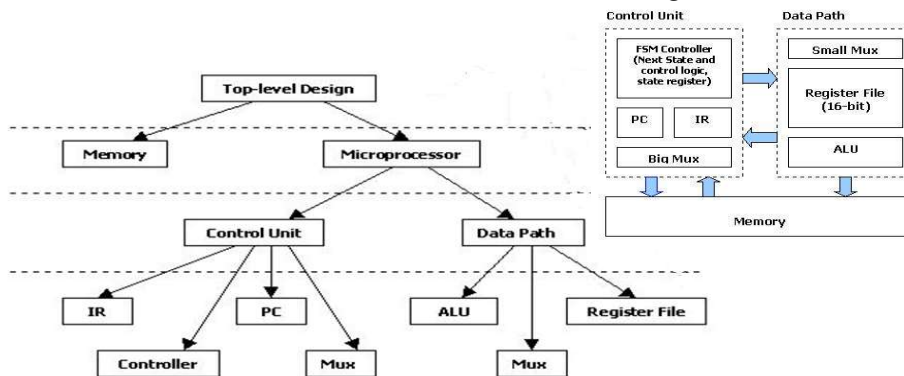 Top-level Design
Memory
Microprocessor
Control Unit
Data Path
IR
PC
ALU
Register File
Controller
Mux
Mux
Control Unit
Data Path
FSM Controller
(Next State and
control logic,
state register)
Small Mux
Register File
(16-bit)
PC
IR
ALU
Big Mux
Memory